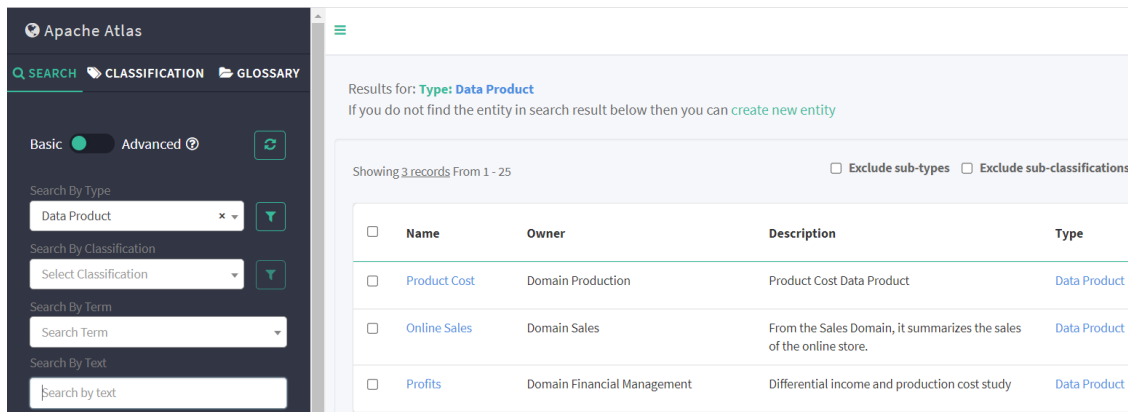 Apache Atlas
SEARCH CLASSIFICATION GLOSSARY
Basic Advanced
Search By Type
Data Product
Search By Classification
Select Classification
Search By Term
Search Term
Search By Text
Search by text
Results for: Type: Data Product
If you do not find the entity in search result below then you can create new entity
Showing 3 records From 1 - 25
Exclude sub-types Exclude sub-classifications
Name Owner Description Type
Product Cost Domain Production Product Cost Data Product Data Product
Online Sales Domain Sales From the Sales Domain, it summarizes the sales Data Product
of the online store.
Profits Domain Financial Management Differential income and production cost study Data Product